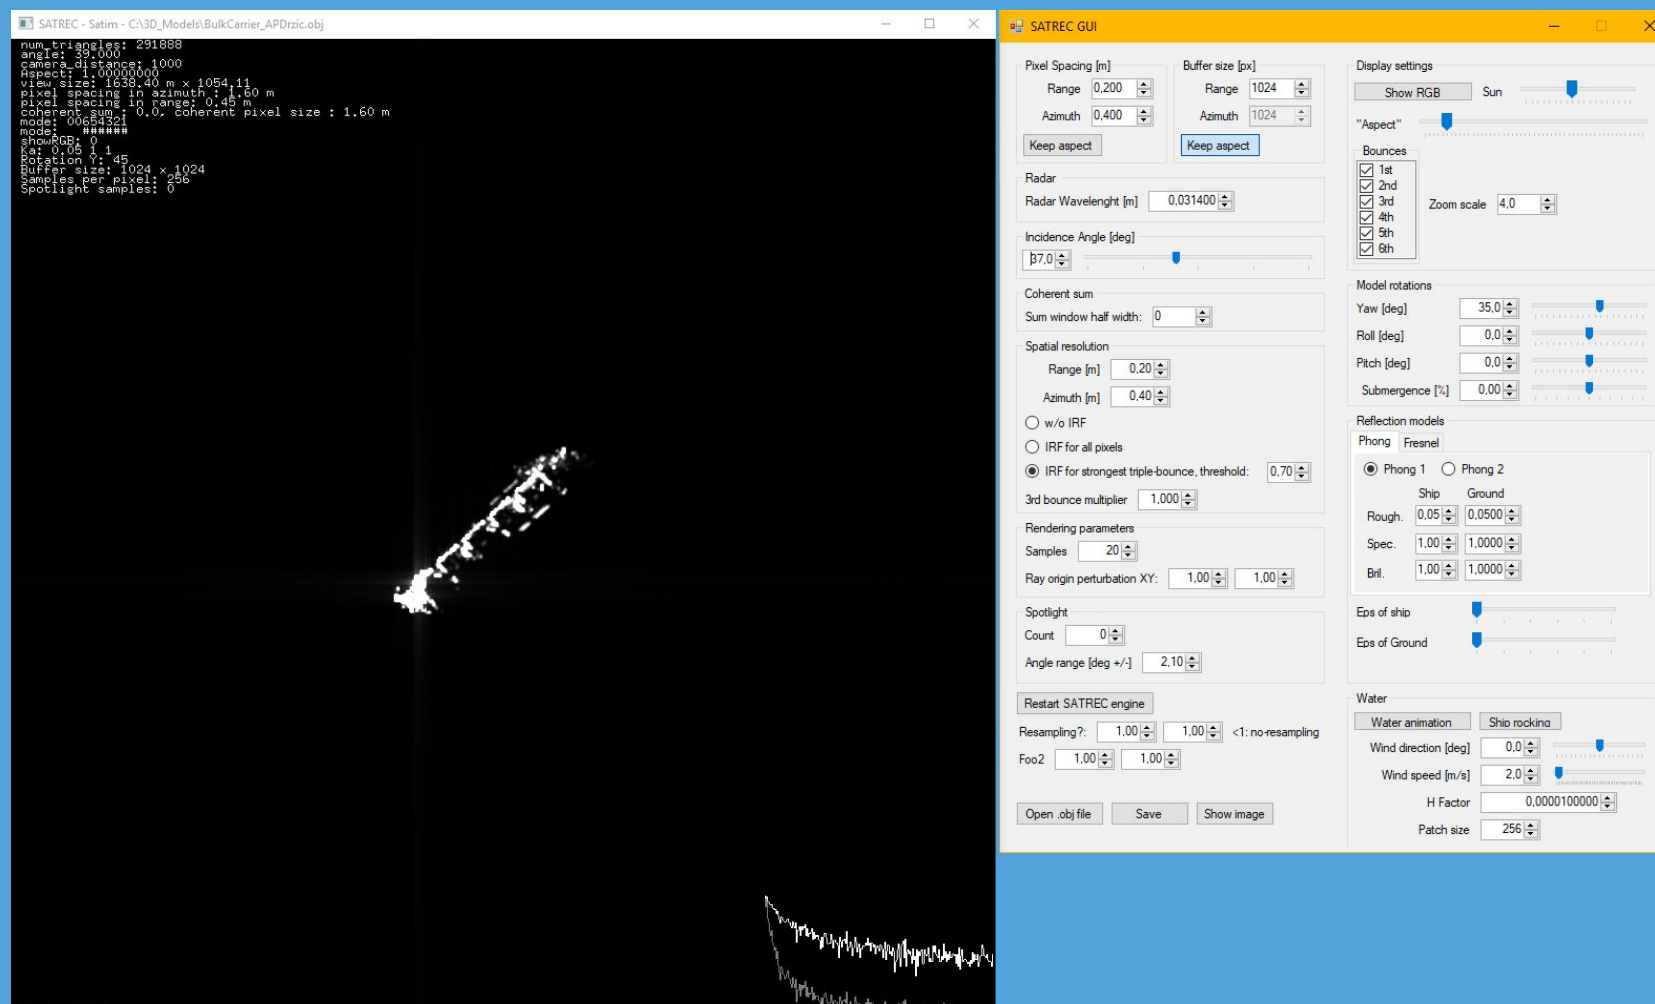 SATREC - Satim - C:\3D_Models\BulkCarrier_APDrzic.obj
num_triangles: 291888
angle: 39.000
camera_distance: 1000
Aspect: 1.00000000
view size: 1638.40 m x 1054.11
pixel spacing in azimuth : 1.60 m
pixel spacing in range: 0.45 m
coherent sum : 0.0, coherent pixel size : 1.60 m
mode: 00654321
mode: ######
showRGB: 0
Ka: 0.05 1 1
Rotation Y: 45
Buffer size: 1024 x 1024
Samples per pixel: 256
Spotlight samples: 0
SATREC GUI
Pixel Spacing [m]
Range 0,200
Azimuth 0,400
Keep aspect
Buffer size [px]
Range 1024
Azimuth 1024
Keep aspect
Radar
Radar Wavelenght [m] 0,031400
Incidence Angle [deg]
37,0
Coherent sum
Sum window half width: 0
Spatial resolution
Range [m] 0,20
Azimuth [m] 0,40
w/o IRF
IRF for all pixels
IRF for strongest triple-bounce, threshold: 0,70
3rd bounce multiplier 1,000
Rendering parameters
Samples 20
Ray origin perturbation XY: 1,00 1,00
Spotlight
Count 0
Angle range [deg +/-] 2,10
Restart SATREC engine
Resampling?: 1,00 1,00 <1: no-resampling
Foo2 1,00 1,00
Open .obj file Save Show image
Display settings
Show RGB Sun
"Aspect"
Bounces
1st
2nd
3rd
4th
5th
6th
Zoom scale 4,0
Model rotations
Yaw [deg] 35,0
Roll [deg] 0,0
Pitch [deg] 0,0
Submergence [%] 0,00
Reflection models
Phong Fresnel
Phong 1 Phong 2
Ship Ground
Rough. 0,05 0,0500
Spec. 1,00 1,0000
Bril. 1,00 1,0000
Eps of ship
Eps of Ground
Water
Water animation Ship rocking
Wind direction [deg] 0,0
Wind speed [m/s] 2,0
H Factor 0,0000100000
Patch size 256